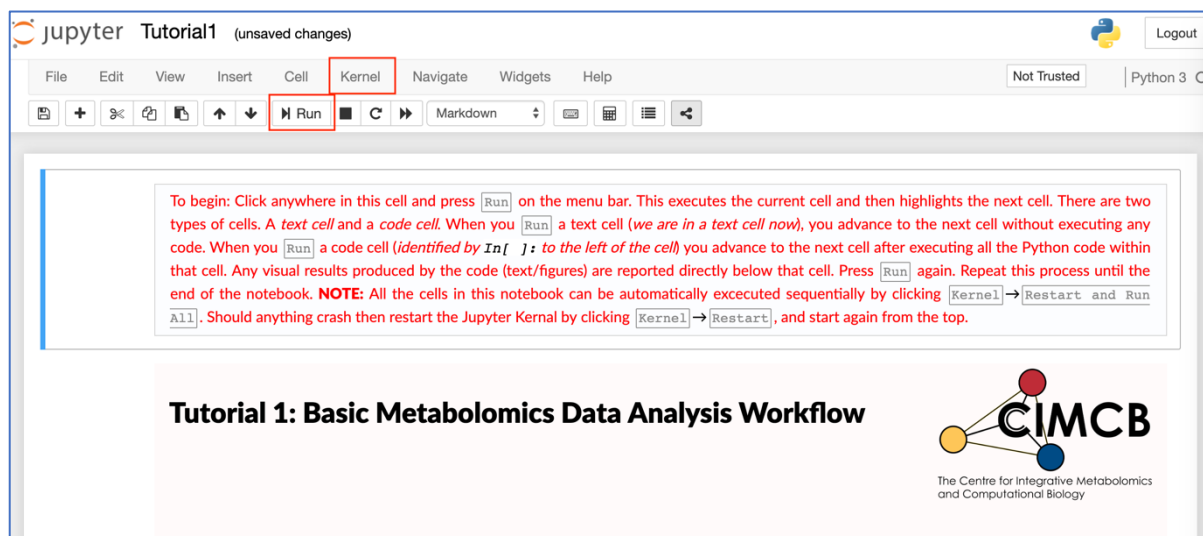 jupyter Tutorial1 (unsaved changes)
Logout
File Edit View Insert Cell Kernel Navigate Widgets Help
Not Trusted
Python 3
Run
Markdown
To begin: Click anywhere in this cell and press Run on the menu bar. This executes the current cell and then highlights the next cell. There are two
types of cells. A text cell and a code cell. When you Run a text cell (we are in a text cell now), you advance to the next cell without executing any
code. When you Run a code cell (identified by In[ ]: to the left of the cell) you advance to the next cell after executing all the Python code within
that cell. Any visual results produced by the code (text/figures) are reported directly below that cell. Press Run again. Repeat this process until the
end of the notebook. NOTE: All the cells in this notebook can be automatically excecuted sequentially by clicking Kernel→Restart and Run
All. Should anything crash then restart the Jupyter Kernal by clicking Kernel→Restart, and start again from the top.
Tutorial 1: Basic Metabolomics Data Analysis Workflow
CIMCB
The Centre for Integrative Metabolomics
and Computational Biology